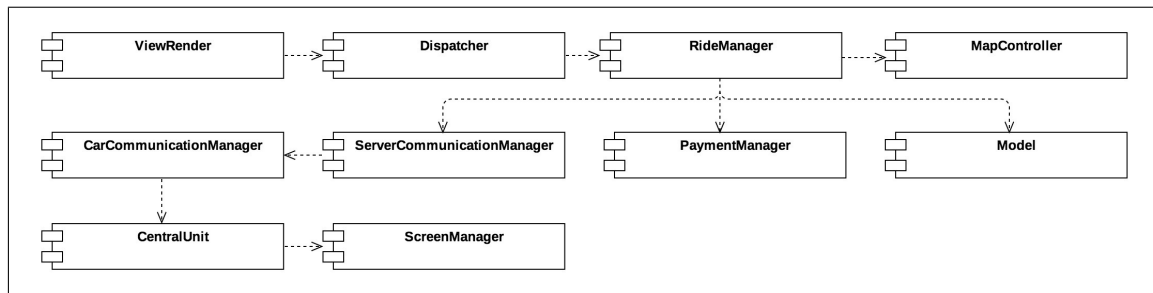 ViewRender
Dispatcher
RideManager
MapController
CarCommunicationManager
ServerCommunicationManager
PaymentManager
Model
CentralUnit
ScreenManager